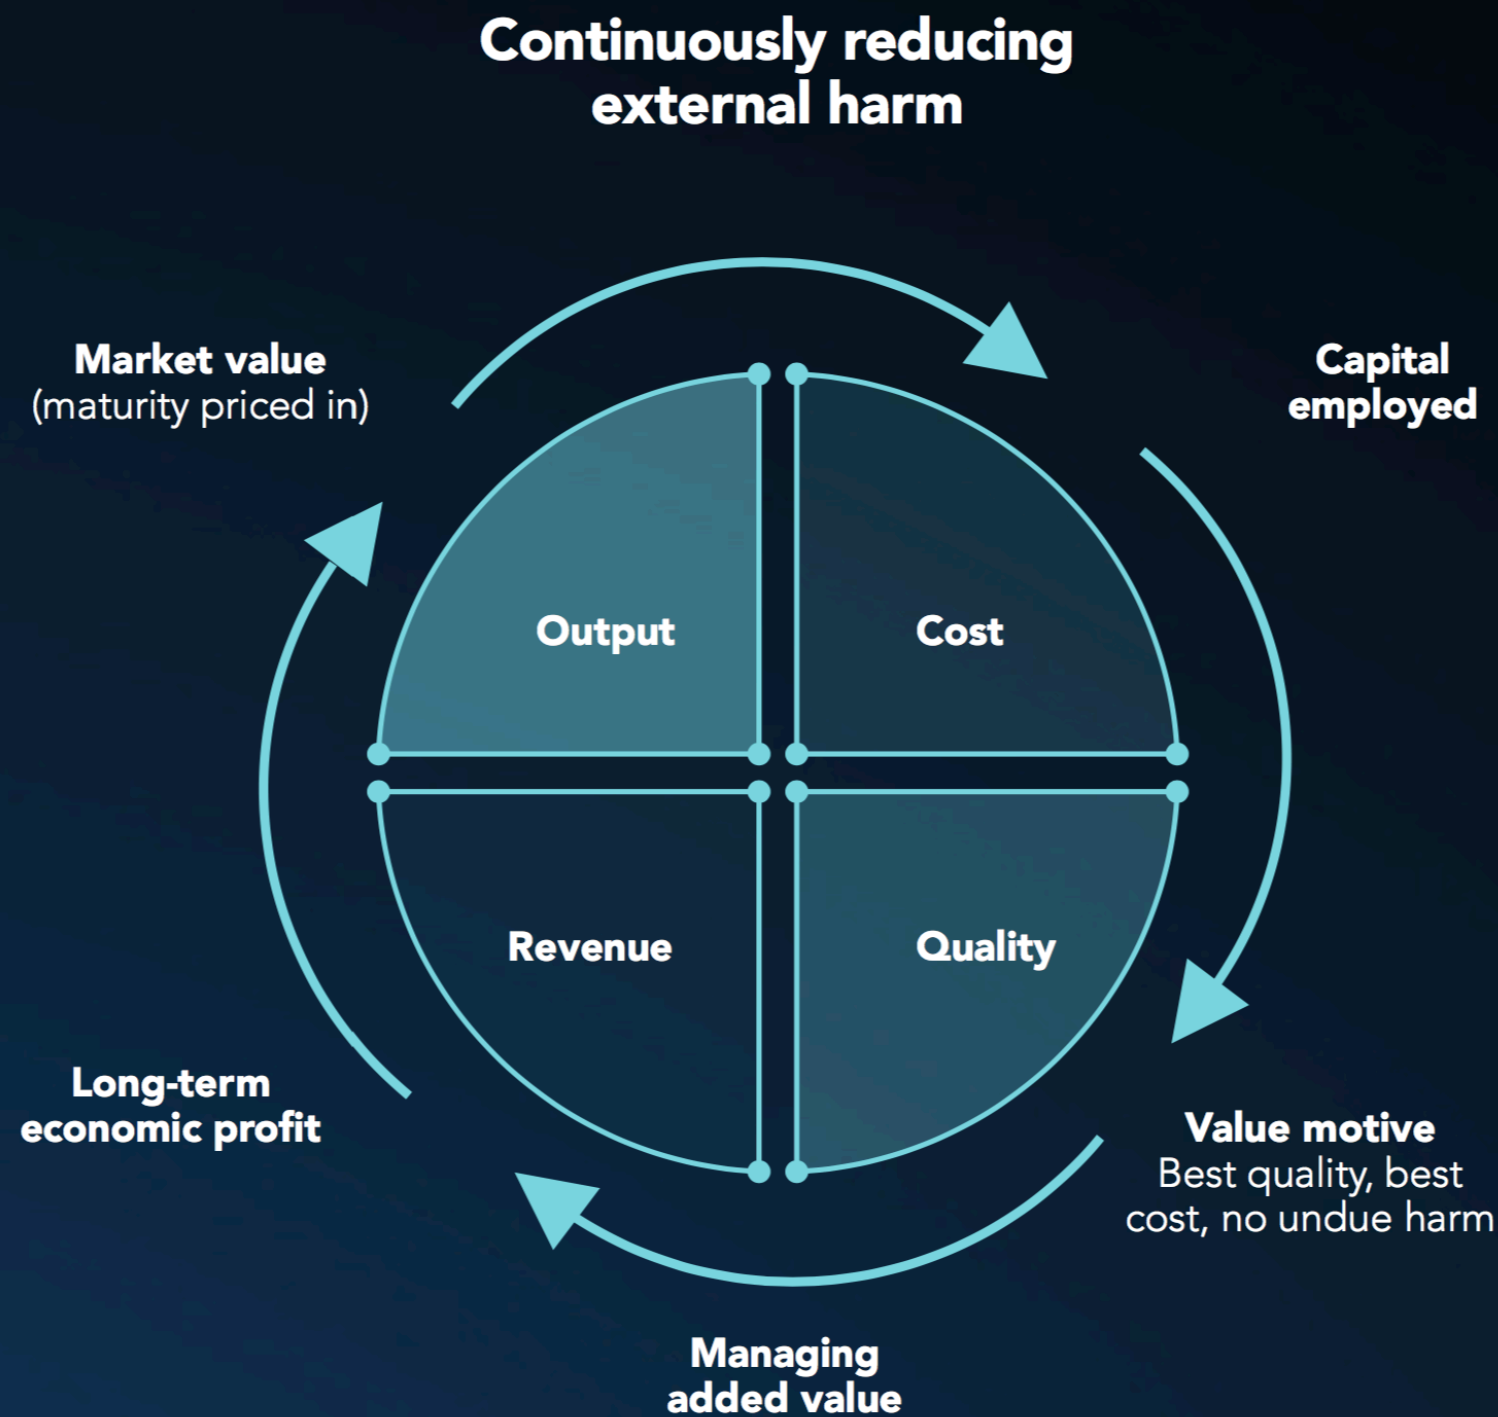 Continuously reducing
external harm
Market value
(maturity priced in)
Capital
employed
Output
Cost
Revenue
Quality
Long-term
economic profit
Value motive
Best quality, best
cost, no undue harm
Managing
added value